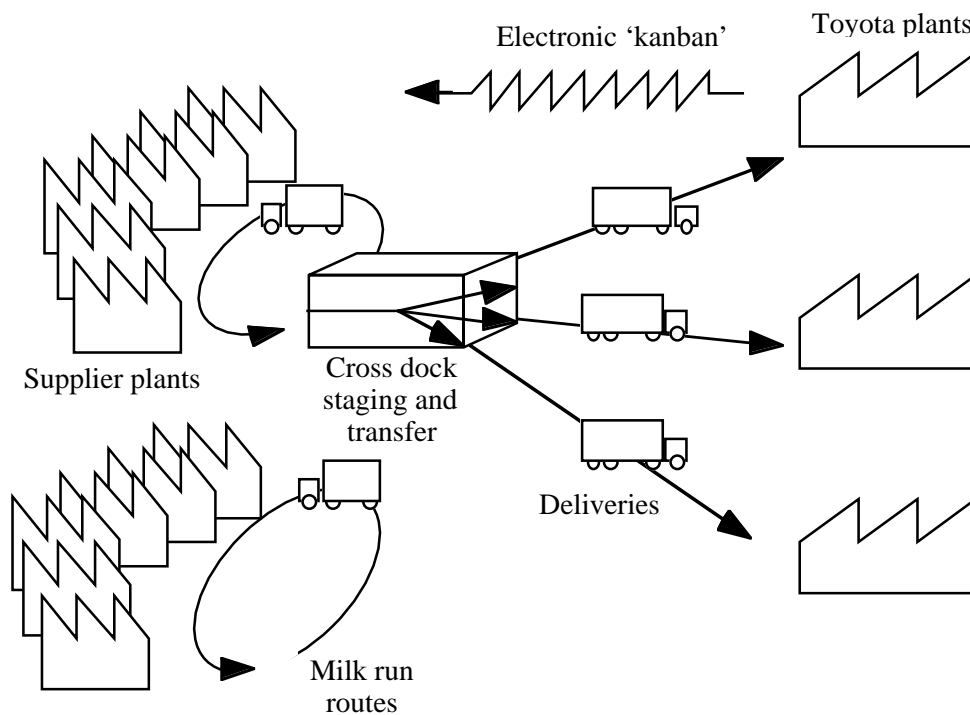 Electronic ‘kanban’
Toyota plants
Supplier plants
Cross dock
staging and
transfer
Deliveries
Milk run
routes